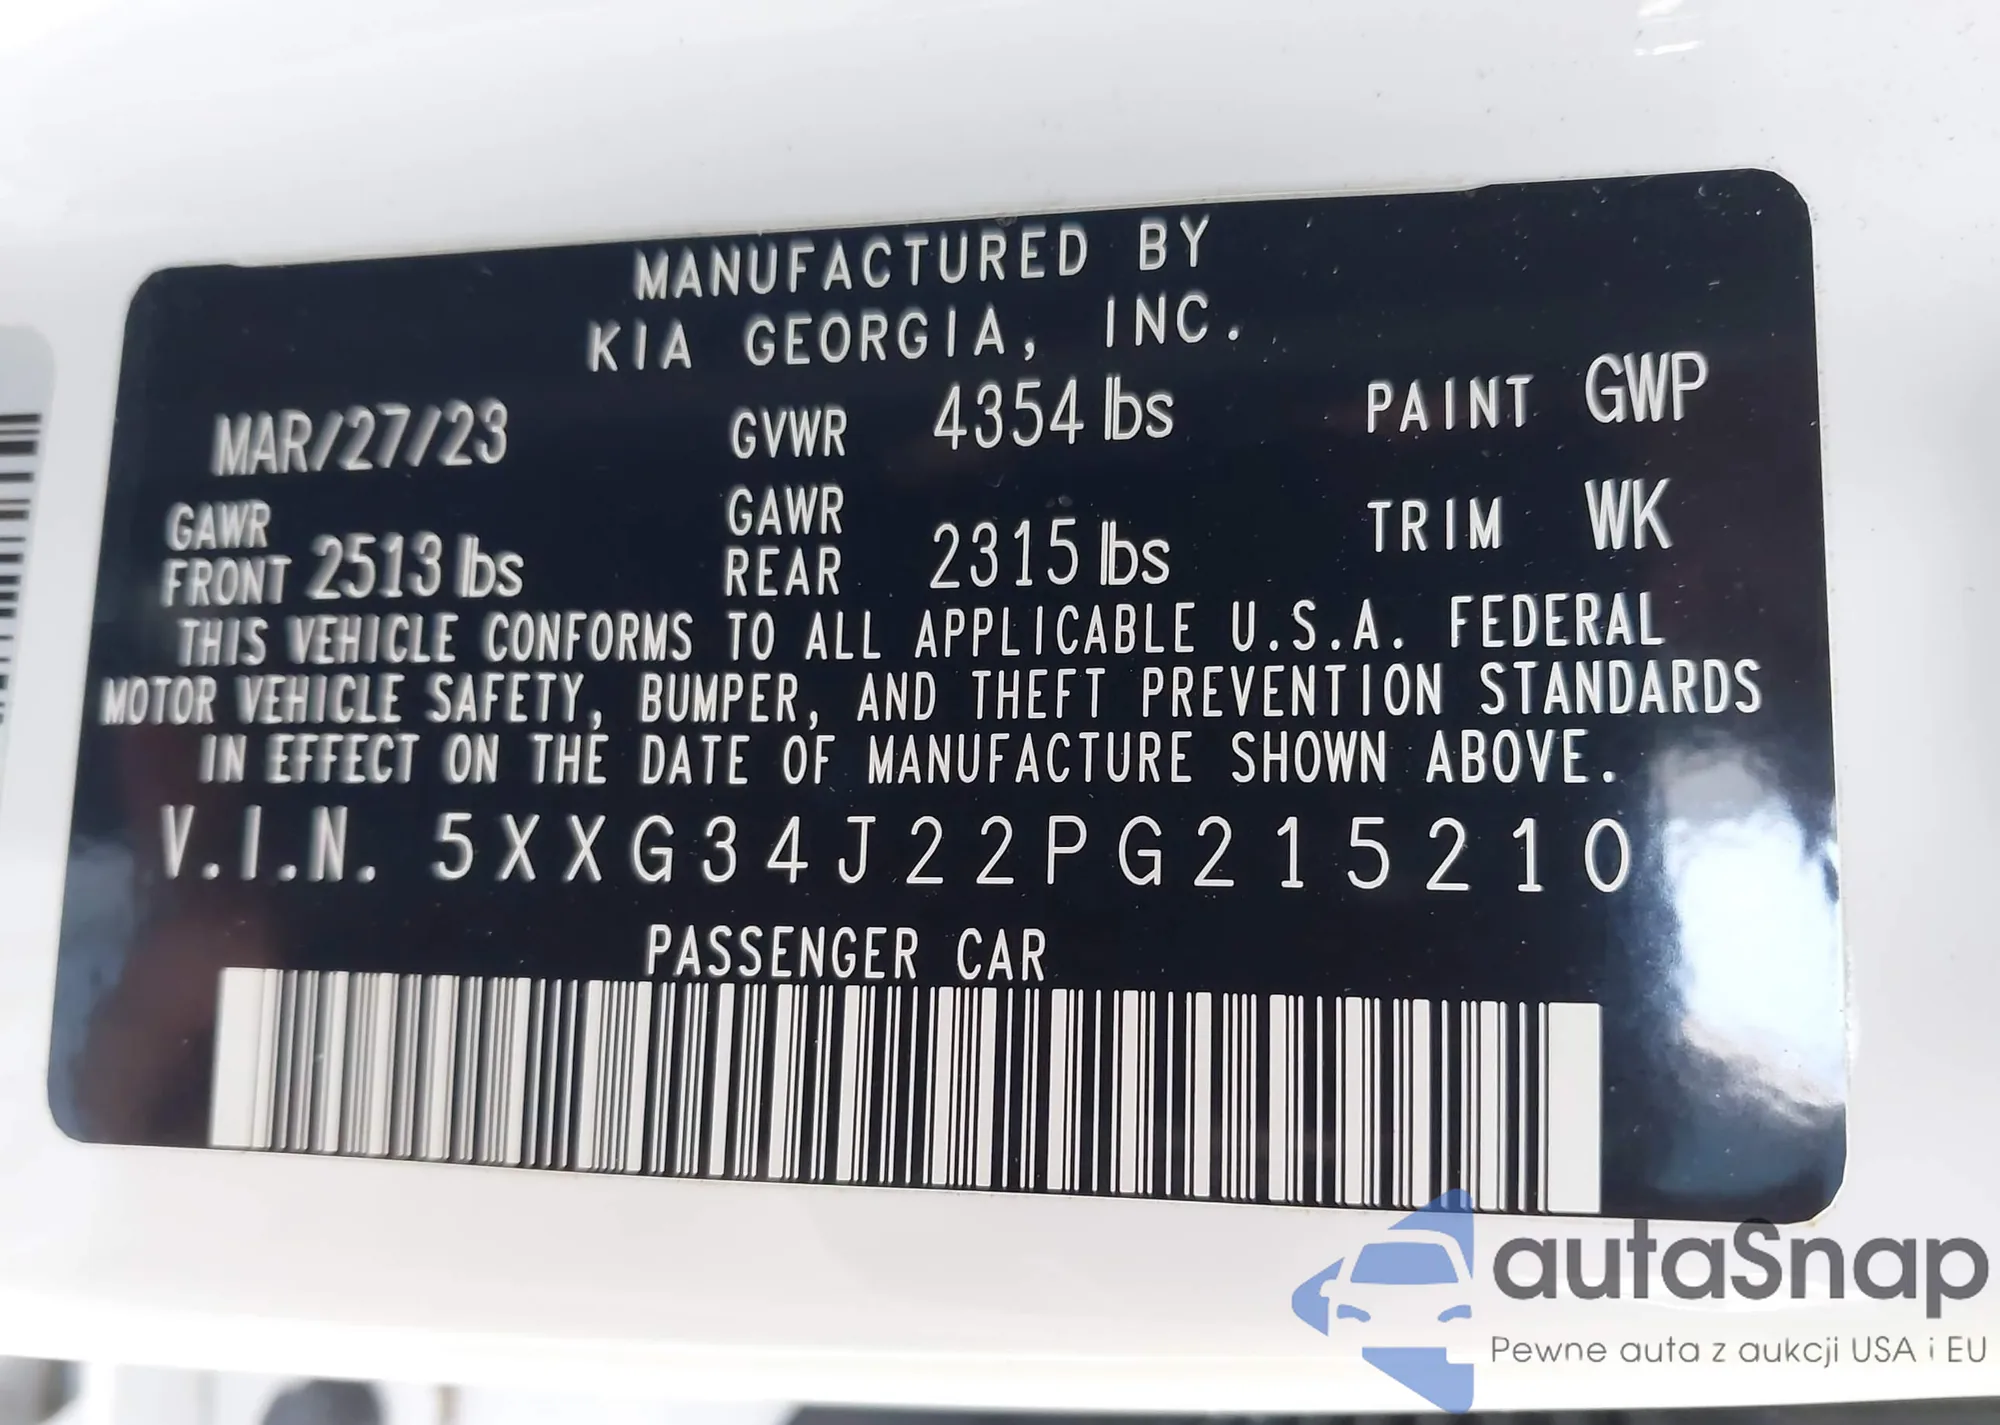 MANUFACTURED BY
KIA GEORGIA, INC.
MAR/27/23 GVWR 4354 lbs PAINT GWP
GAWR FRONT 2513 lbs GAWR REAR 2315 lbs TRIM WK
THIS VEHICLE CONFORMS TO ALL APPLICABLE U.S.A. FEDERAL
MOTOR VEHICLE SAFETY, BUMPER, AND THEFT PREVENTION STANDARDS
IN EFFECT ON THE DATE OF MANUFACTURE SHOWN ABOVE.
V.I.N. 5XXG34J22PG215210
PASSENGER CAR
autaSnap
Pewne auta z aukcji USA i EU